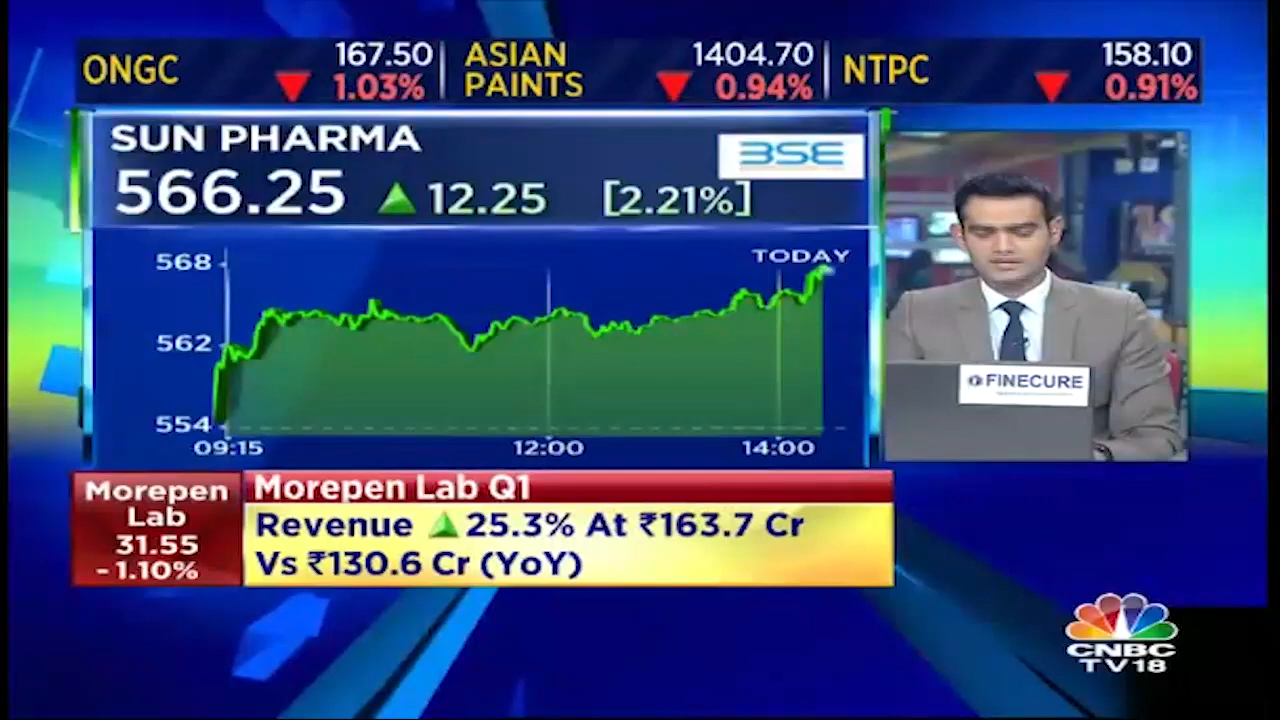 ONGC
167.50
1.03%
ASIAN
PAINTS
1404.70
0.94%
NTPC
158.10
0.91%
SUN PHARMA
566.25 ▲ 12.25 [2.21%]
BSE
TODAY
568
562
554
09:15 12:00 14:00
FINECURE
Morepen
Lab
31.55
-1.10%
Morepen Lab Q1
Revenue ▲ 25.3% At ₹163.7 Cr
Vs ₹130.6 Cr (YoY)
CNBC
TV18